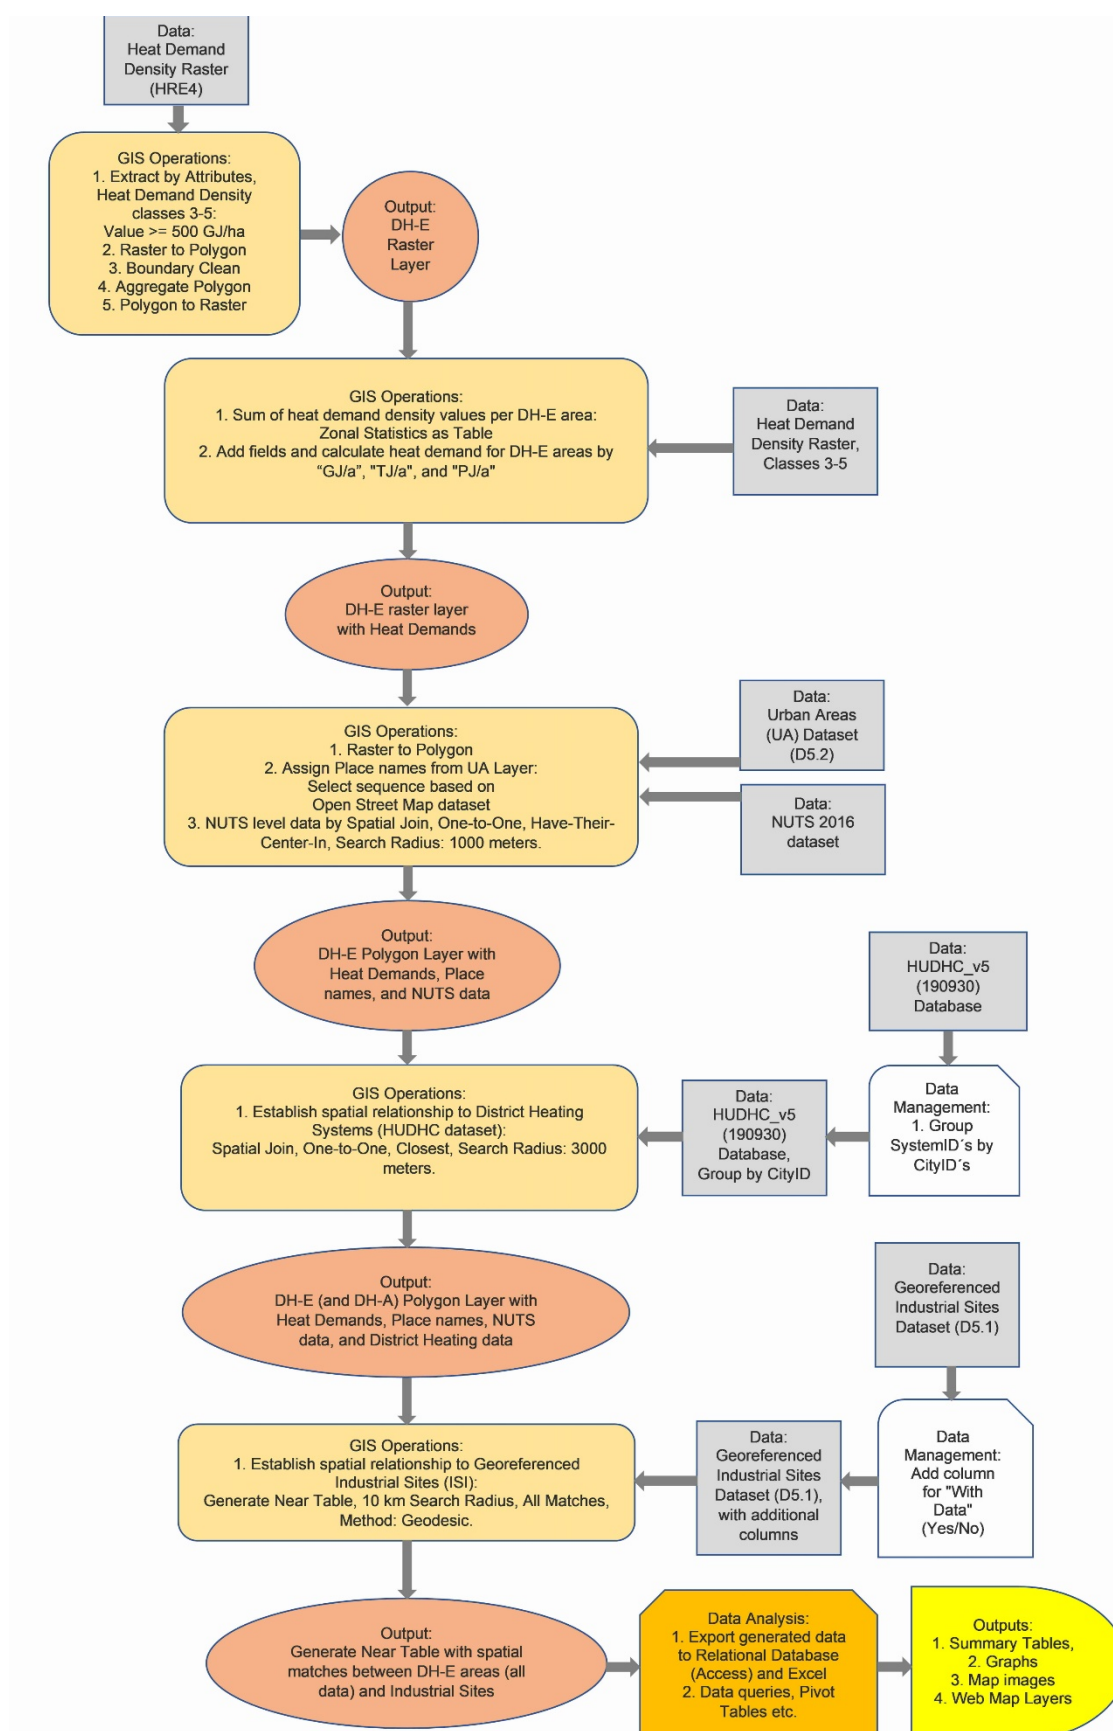 Data:
Heat Demand
Density Raster
(HRE4)
GIS Operations:
1. Extract by Attributes,
Heat Demand Density
classes 3-5:
Value >= 500 GJ/ha
2. Raster to Polygon
3. Boundary Clean
4. Aggregate Polygon
5. Polygon to Raster
Output:
DH-E
Raster
Layer
GIS Operations:
1. Sum of heat demand density values per DH-E area:
Zonal Statistics as Table
2. Add fields and calculate heat demand for DH-E areas by
“GJ/a”, "TJ/a", and "PJ/a"
Data:
Heat Demand
Density Raster,
Classes 3-5
Output:
DH-E raster layer
with Heat Demands
GIS Operations:
1. Raster to Polygon
2. Assign Place names from UA Layer:
Select sequence based on
Open Street Map dataset
3. NUTS level data by Spatial Join, One-to-One, Have-Their-
Center-In, Search Radius: 1000 meters.
Data:
Urban Areas
(UA) Dataset
(D5.2)
Data:
NUTS 2016
dataset
Output:
DH-E Polygon Layer with
Heat Demands, Place
names, and NUTS data
Data:
HUDHC_v5
(190930)
Database
GIS Operations:
1. Establish spatial relationship to District Heating
Systems (HUDHC dataset):
Spatial Join, One-to-One, Closest, Search Radius: 3000
meters.
Data:
HUDHC_v5
(190930)
Database,
Group by CityID
Data
Management:
1. Group
SystemID´s by
CityID´s
Output:
DH-E (and DH-A) Polygon Layer with
Heat Demands, Place names, NUTS
data, and District Heating data
Data:
Georeferenced
Industrial Sites
Dataset (D5.1)
GIS Operations:
1. Establish spatial relationship to Georeferenced
Industrial Sites (ISI):
Generate Near Table, 10 km Search Radius, All Matches,
Method: Geodesic.
Data:
Georeferenced
Industrial Sites
Dataset (D5.1),
with additional
columns
Data
Management:
Add column
for "With
Data"
(Yes/No)
Output:
Generate Near Table with spatial
matches between DH-E areas (all
data) and Industrial Sites
Data Analysis:
1. Export generated data
to Relational Database
(Access) and Excel
2. Data queries, Pivot
Tables etc.
Outputs:
1. Summary Tables,
2. Graphs
3. Map images
4. Web Map Layers